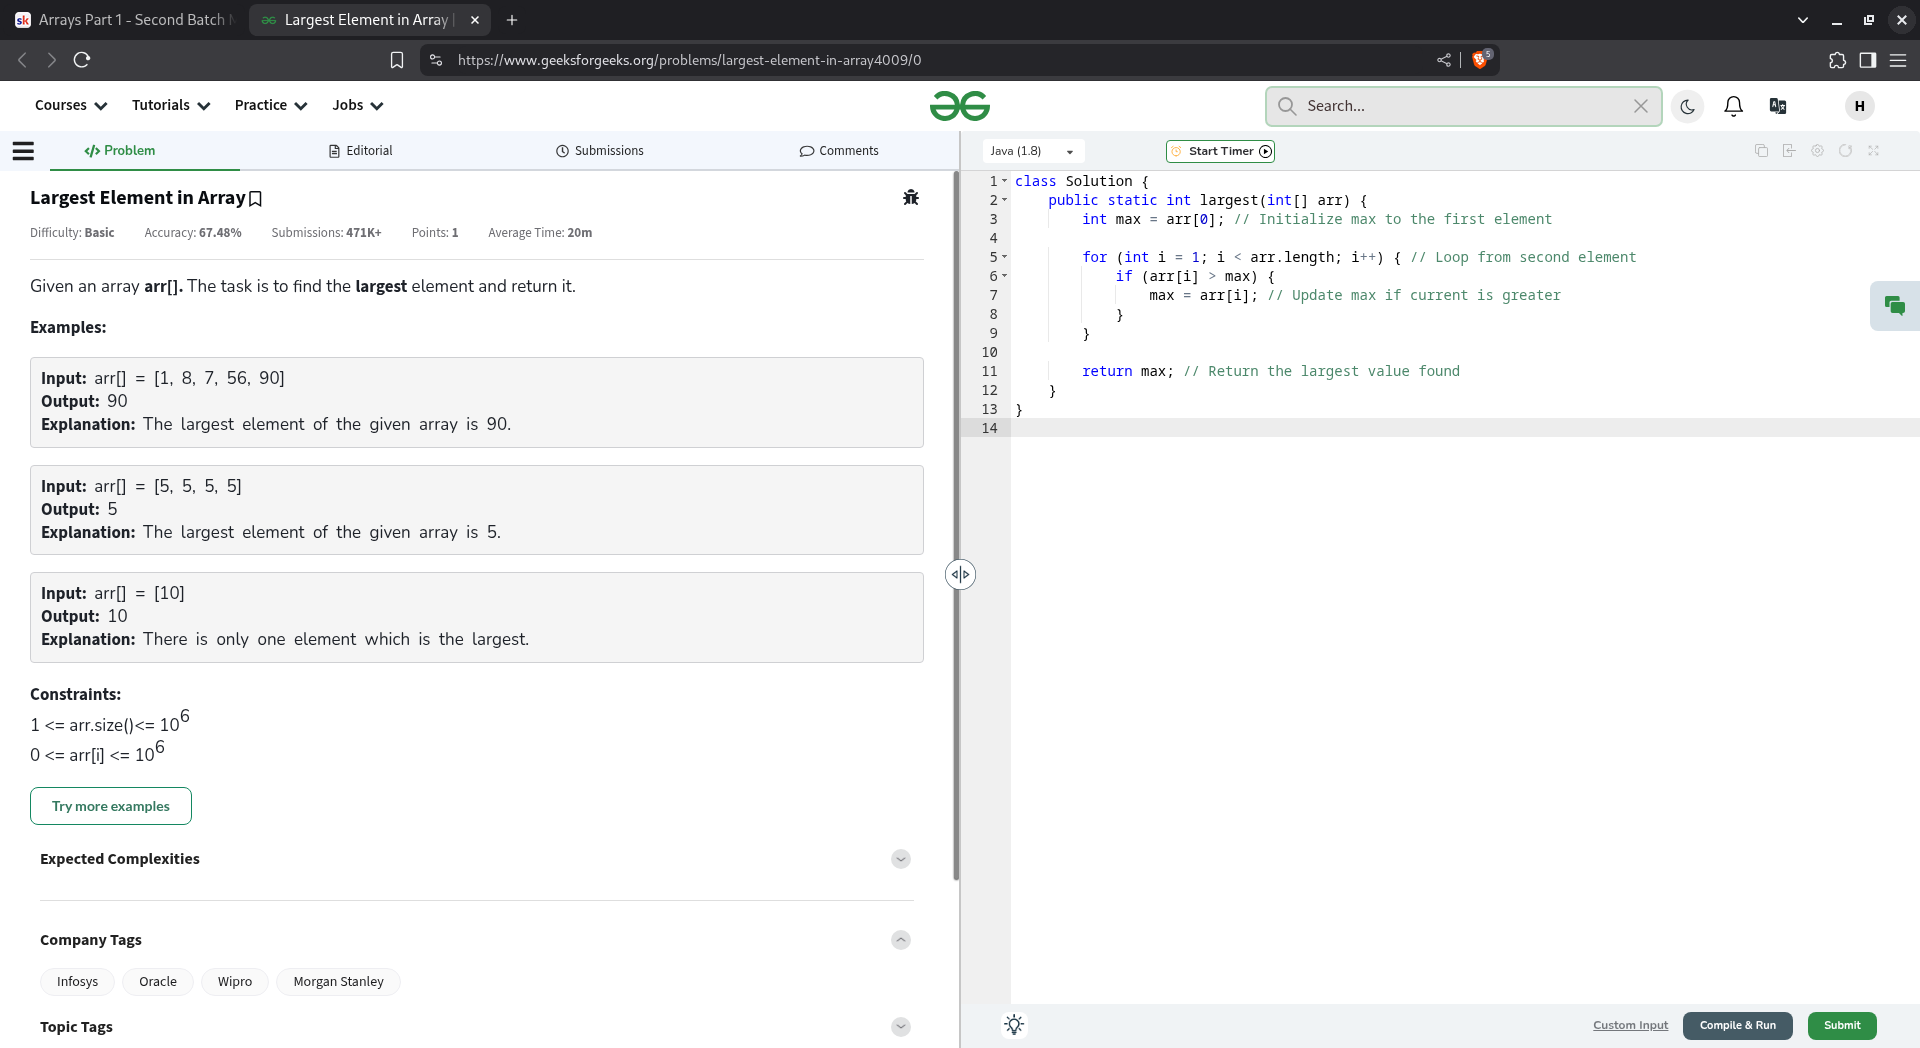 Arrays Part 1 - Second Batch
Largest Element in Array |
https://www.geeksforgeeks.org/problems/largest-element-in-array4009/0
5
Courses
Tutorials
Practice
Jobs
Search...
H
</> Problem
Editorial
Submissions
Comments
Java (1.8)
Start Timer
Largest Element in Array
Difficulty: Basic Accuracy: 67.48% Submissions: 471K+ Points: 1 Average Time: 20m
Given an array arr[]. The task is to find the largest element and return it.
Examples:
Input: arr[] = [1, 8, 7, 56, 90]
Output: 90
Explanation: The largest element of the given array is 90.
Input: arr[] = [5, 5, 5, 5]
Output: 5
Explanation: The largest element of the given array is 5.
Input: arr[] = [10]
Output: 10
Explanation: There is only one element which is the largest.
Constraints:
1 <= arr.size()<= 10^6
0 <= arr[i] <= 10^6
Try more examples
Expected Complexities
Company Tags
Infosys
Oracle
Wipro
Morgan Stanley
Topic Tags
1 class Solution {
2 public static int largest(int[] arr) {
3 int max = arr[0]; // Initialize max to the first element
4
5 for (int i = 1; i < arr.length; i++) { // Loop from second element
6 if (arr[i] > max) {
7 max = arr[i]; // Update max if current is greater
8 }
9 }
10
11 return max; // Return the largest value found
12 }
13 }
14
Custom Input
Compile & Run
Submit